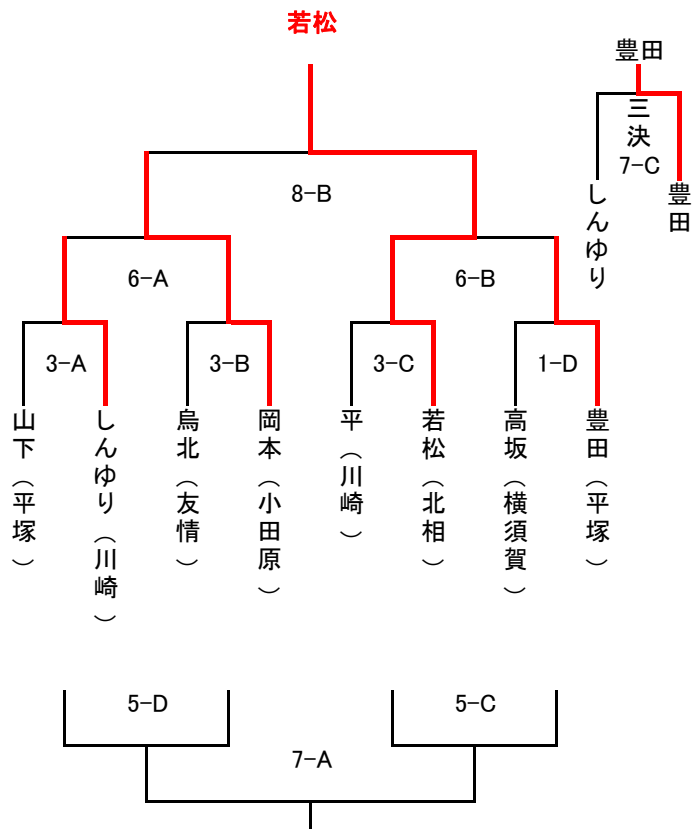 若松
豊田
三決
7-C
しんゆり
豊田
8-B
6-A
6-B
3-A
3-B
3-C
1-D
山下（平塚）
しんゆり（川崎）
烏北（友情）
岡本（小田原）
平（川崎）
若松（北相）
高坂（横須賀）
豊田（平塚）
5-D
5-C
7-A